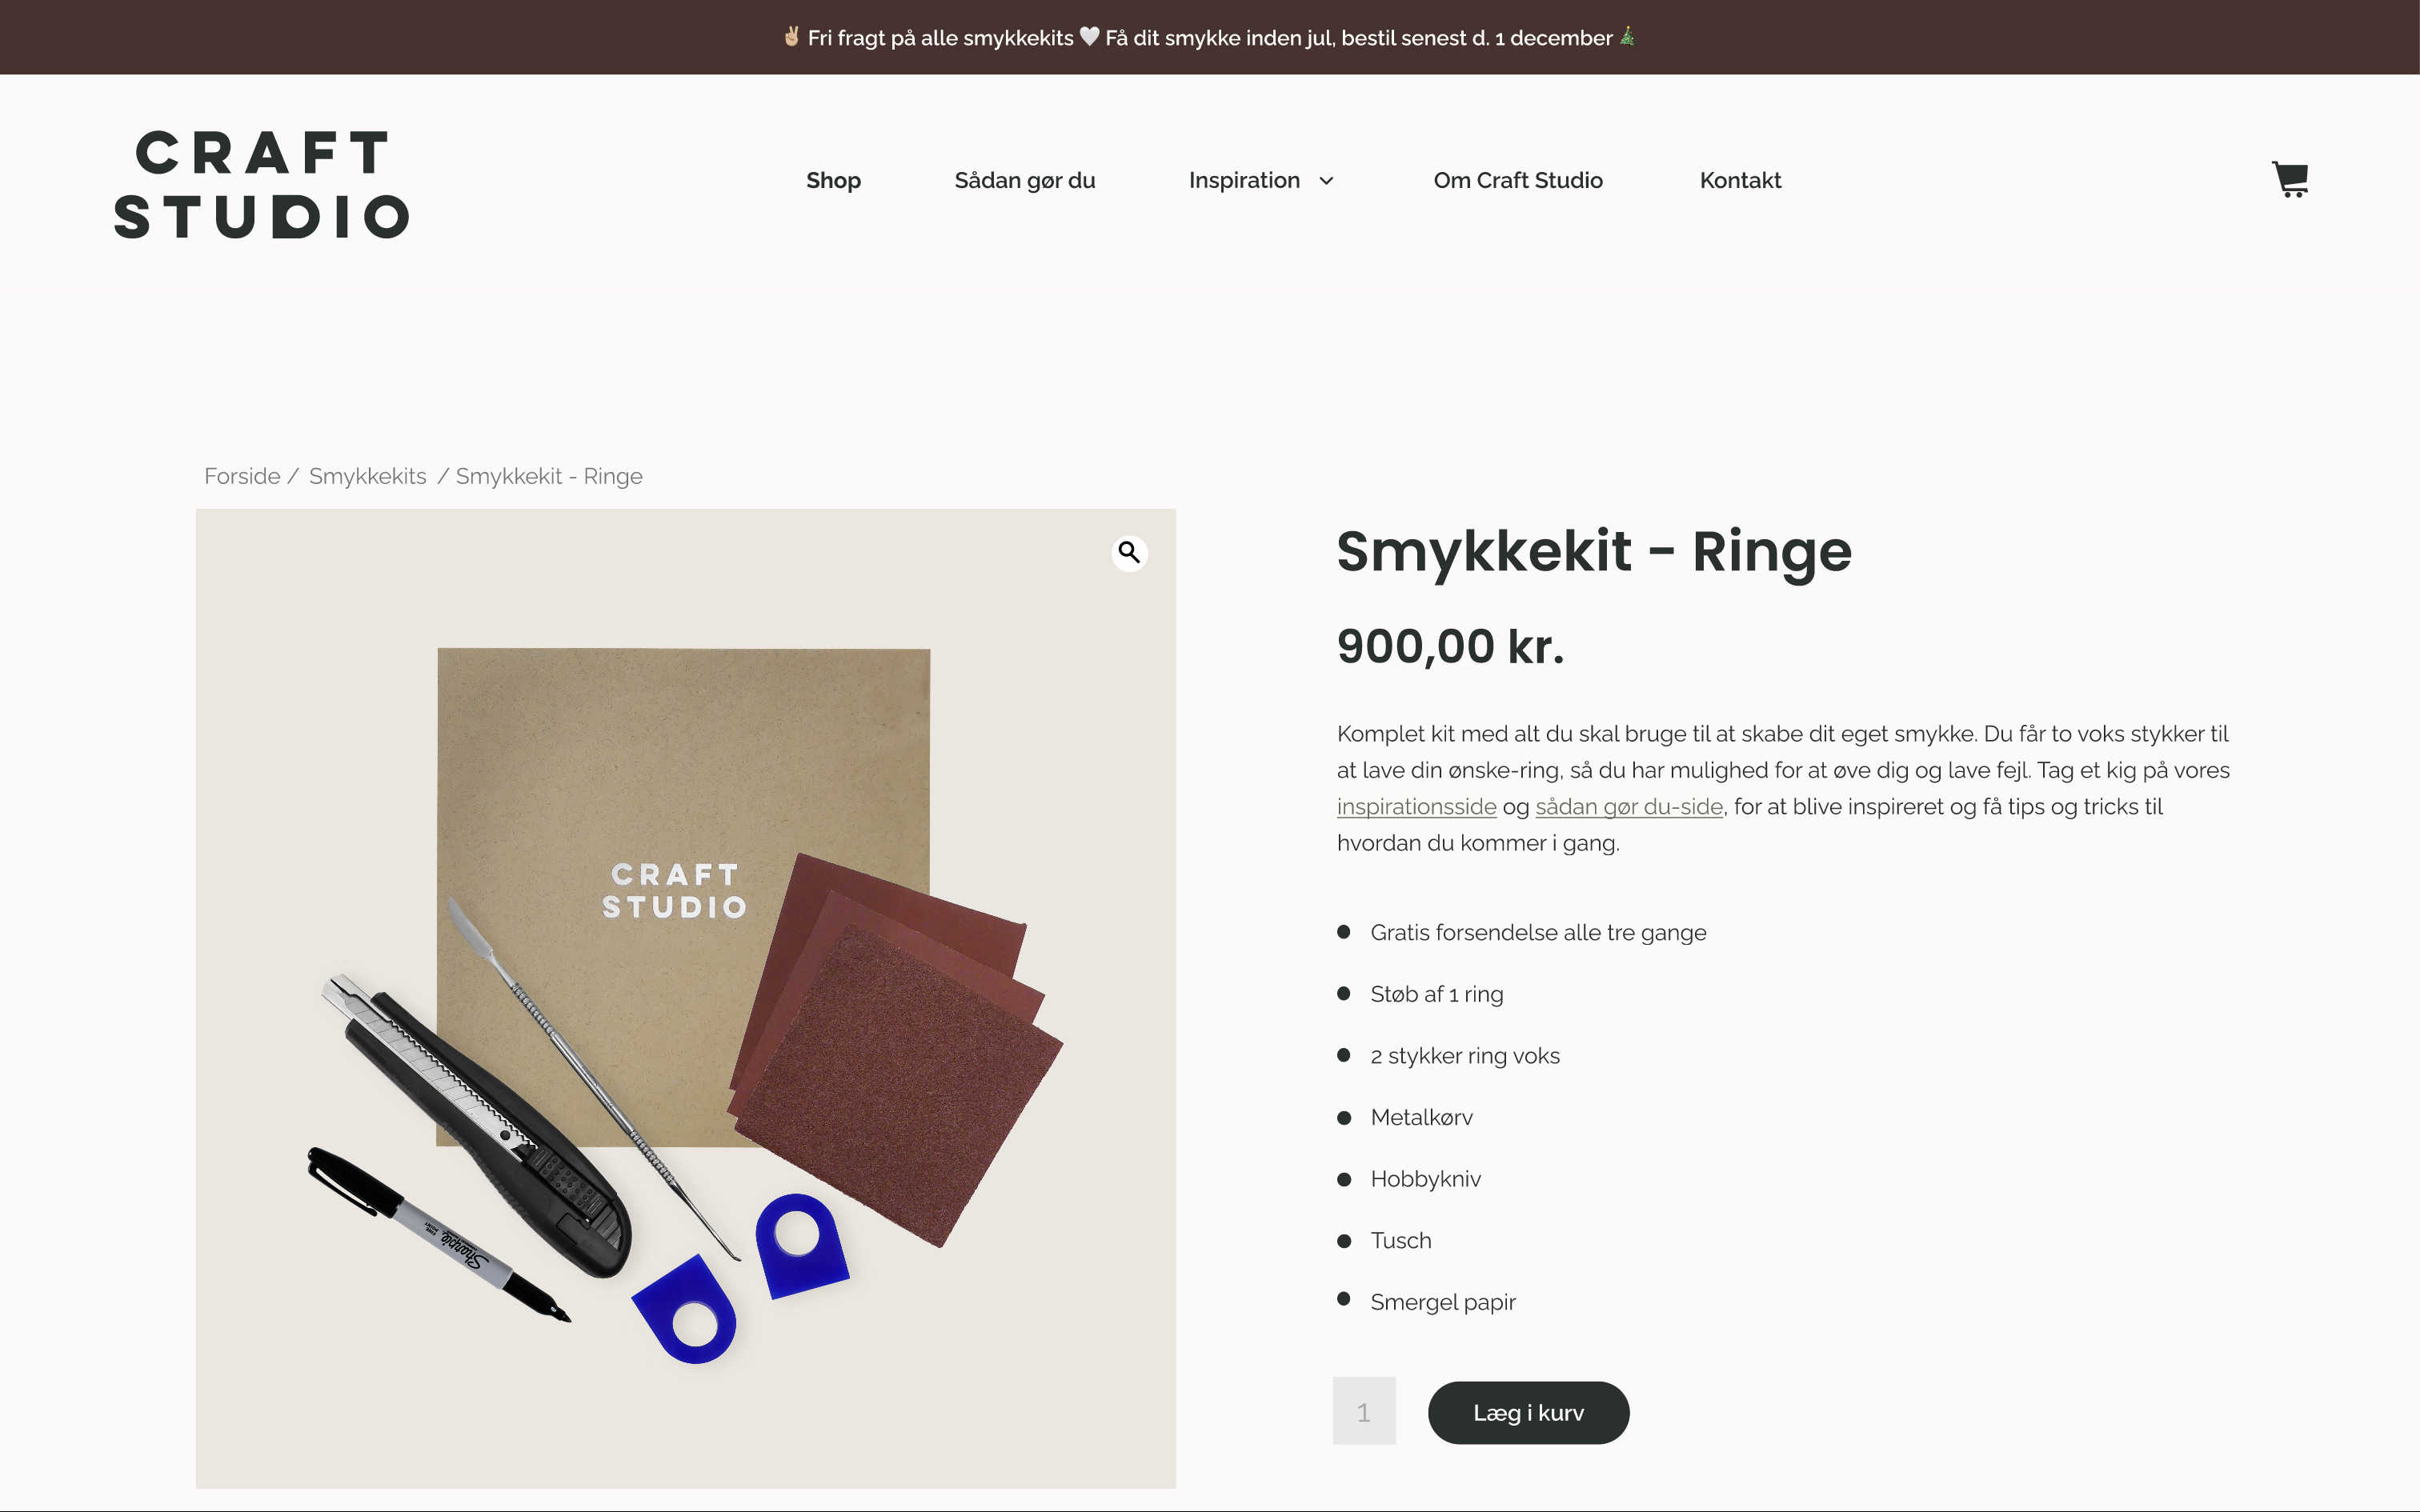 ✌🏼 Fri fragt på alle smykkekits 🤍 Få dit smykke inden jul, bestil senest d. 1 december 🎄
CRAFT
STUDIO
Shop Sådan gør du Inspiration Om Craft Studio Kontakt
Forside / Smykkekits / Smykkekit - Ringe
CRAFT
STUDIO
Sharpie
Smykkekit - Ringe
900,00 kr.
Komplet kit med alt du skal bruge til at skabe dit eget smykke. Du får to voks stykker til
at lave din ønske-ring, så du har mulighed for at øve dig og lave fejl. Tag et kig på vores
inspirationsside og sådan gør du-side, for at blive inspireret og få tips og tricks til
hvordan du kommer i gang.
Gratis forsendelse alle tre gange
Støb af 1 ring
2 stykker ring voks
Metalkørv
Hobbykniv
Tusch
Smergel papir
1
Læg i kurv